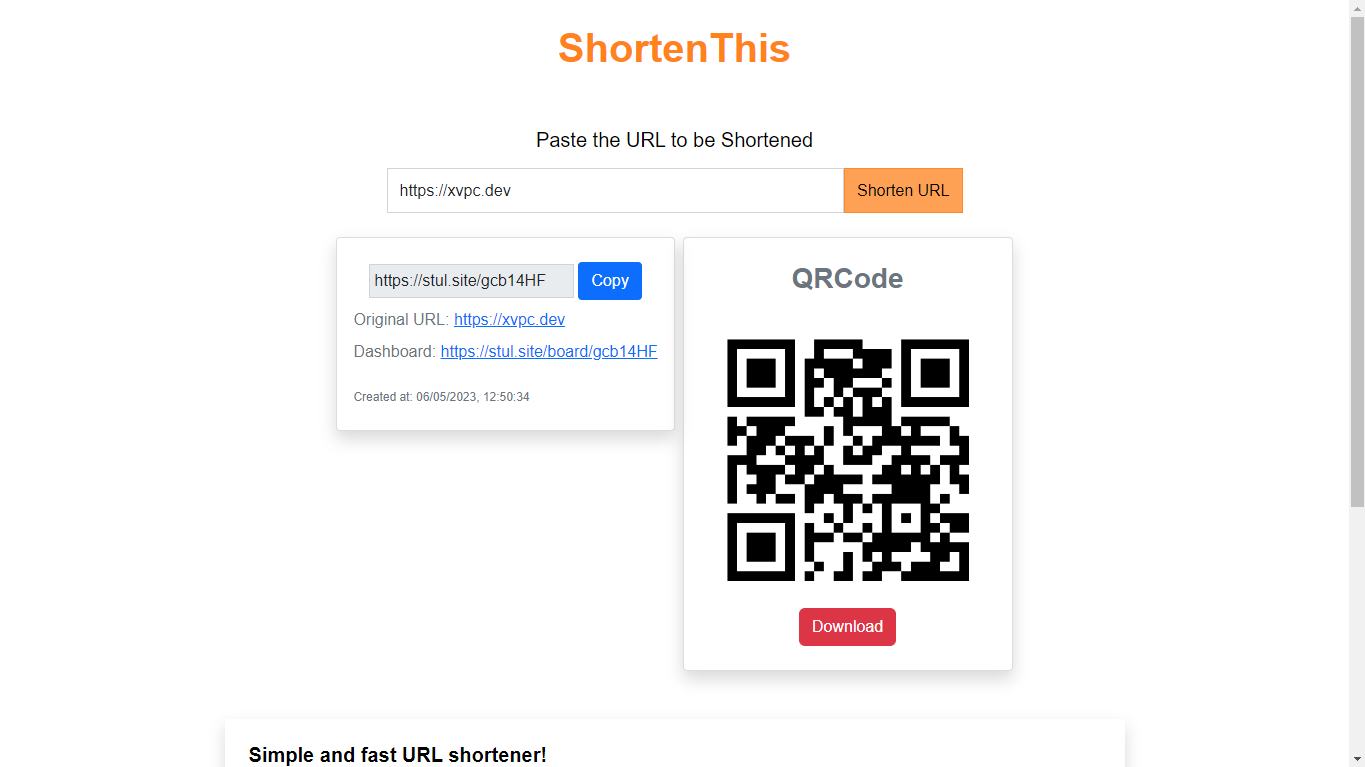 ShortenThis
Paste the URL to be Shortened
https://xvpc.dev
Shorten URL
https://stul.site/gcb14HF
Copy
Original URL: https://xvpc.dev
Dashboard: https://stul.site/board/gcb14HF
Created at: 06/05/2023, 12:50:34
QRCode
Download
Simple and fast URL shortener!